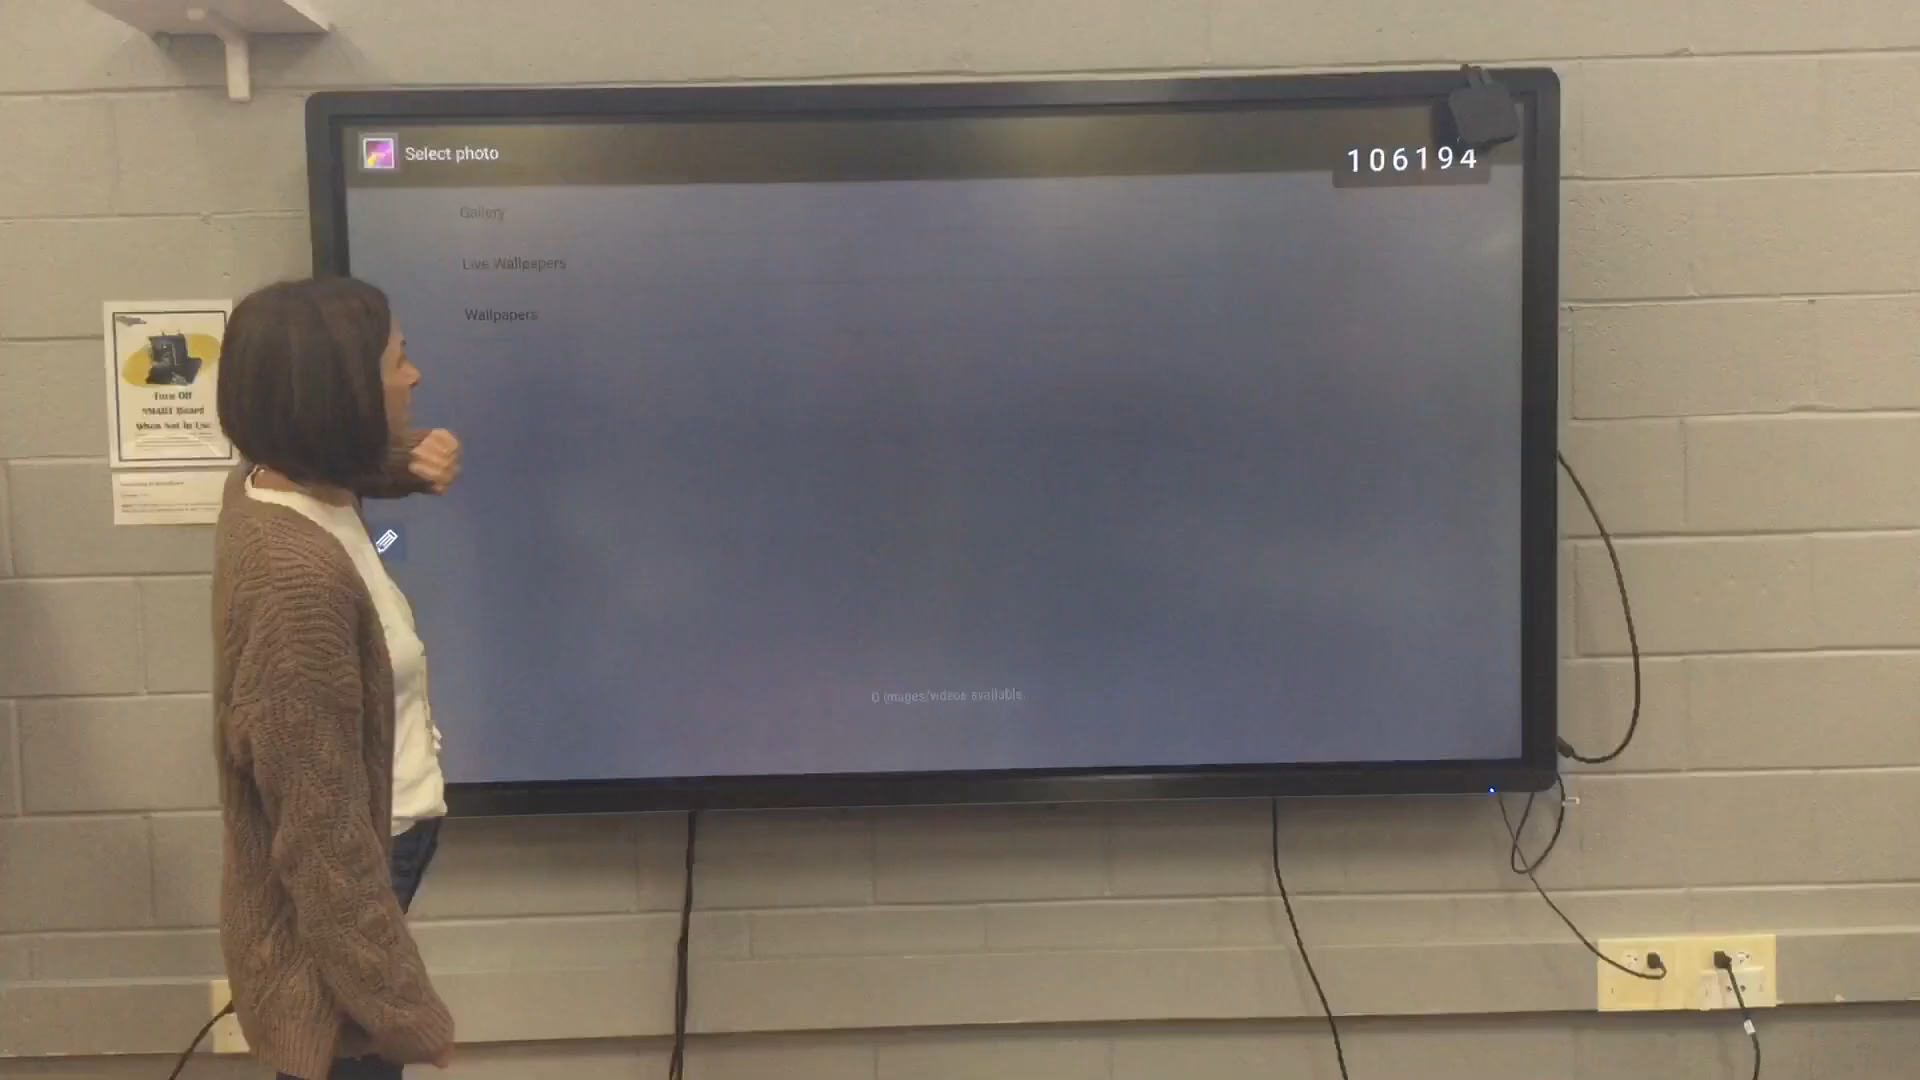 Select photo
106194
Gallery
Live Wallpapers
Wallpapers
0 images/videos available
Turn Off
SMART Board
When Not In Use